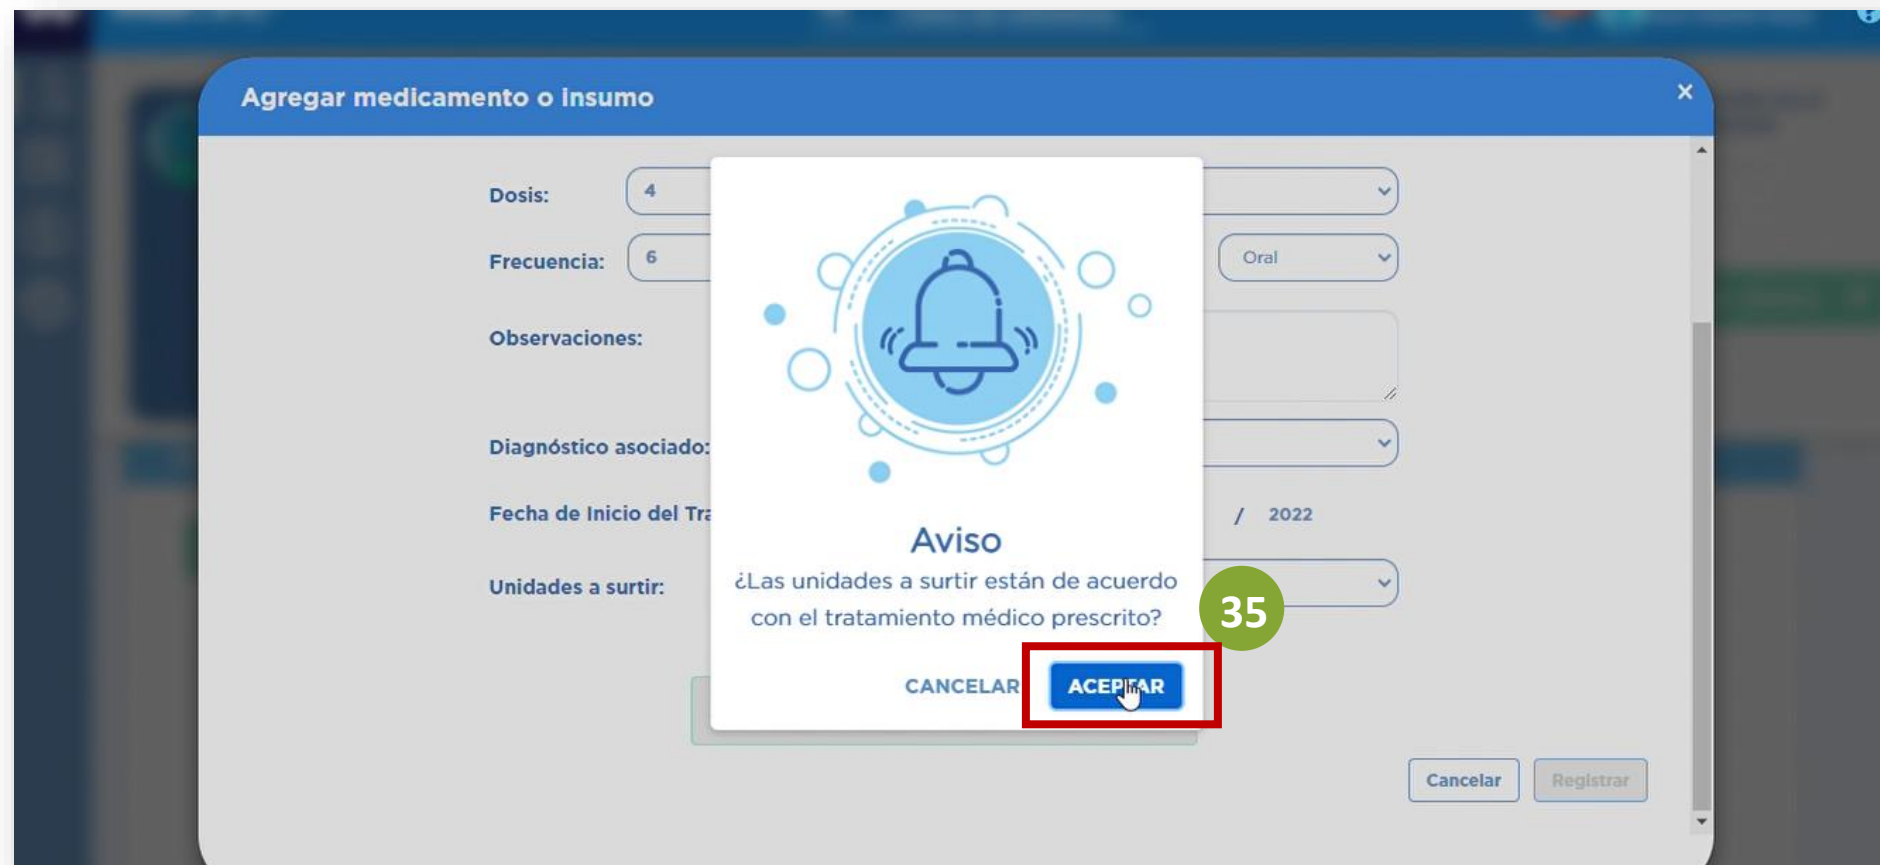 Agregar medicamento o insumo
×
Dosis:
4
Frecuencia:
6
Oral
Observaciones:
Diagnóstico asociado:
Fecha de Inicio del Tra
/ 2022
Unidades a surtir:
Aviso
¿Las unidades a surtir están de acuerdo
con el tratamiento médico prescrito?
35
CANCELAR
ACEPTAR
Cancelar
Registrar